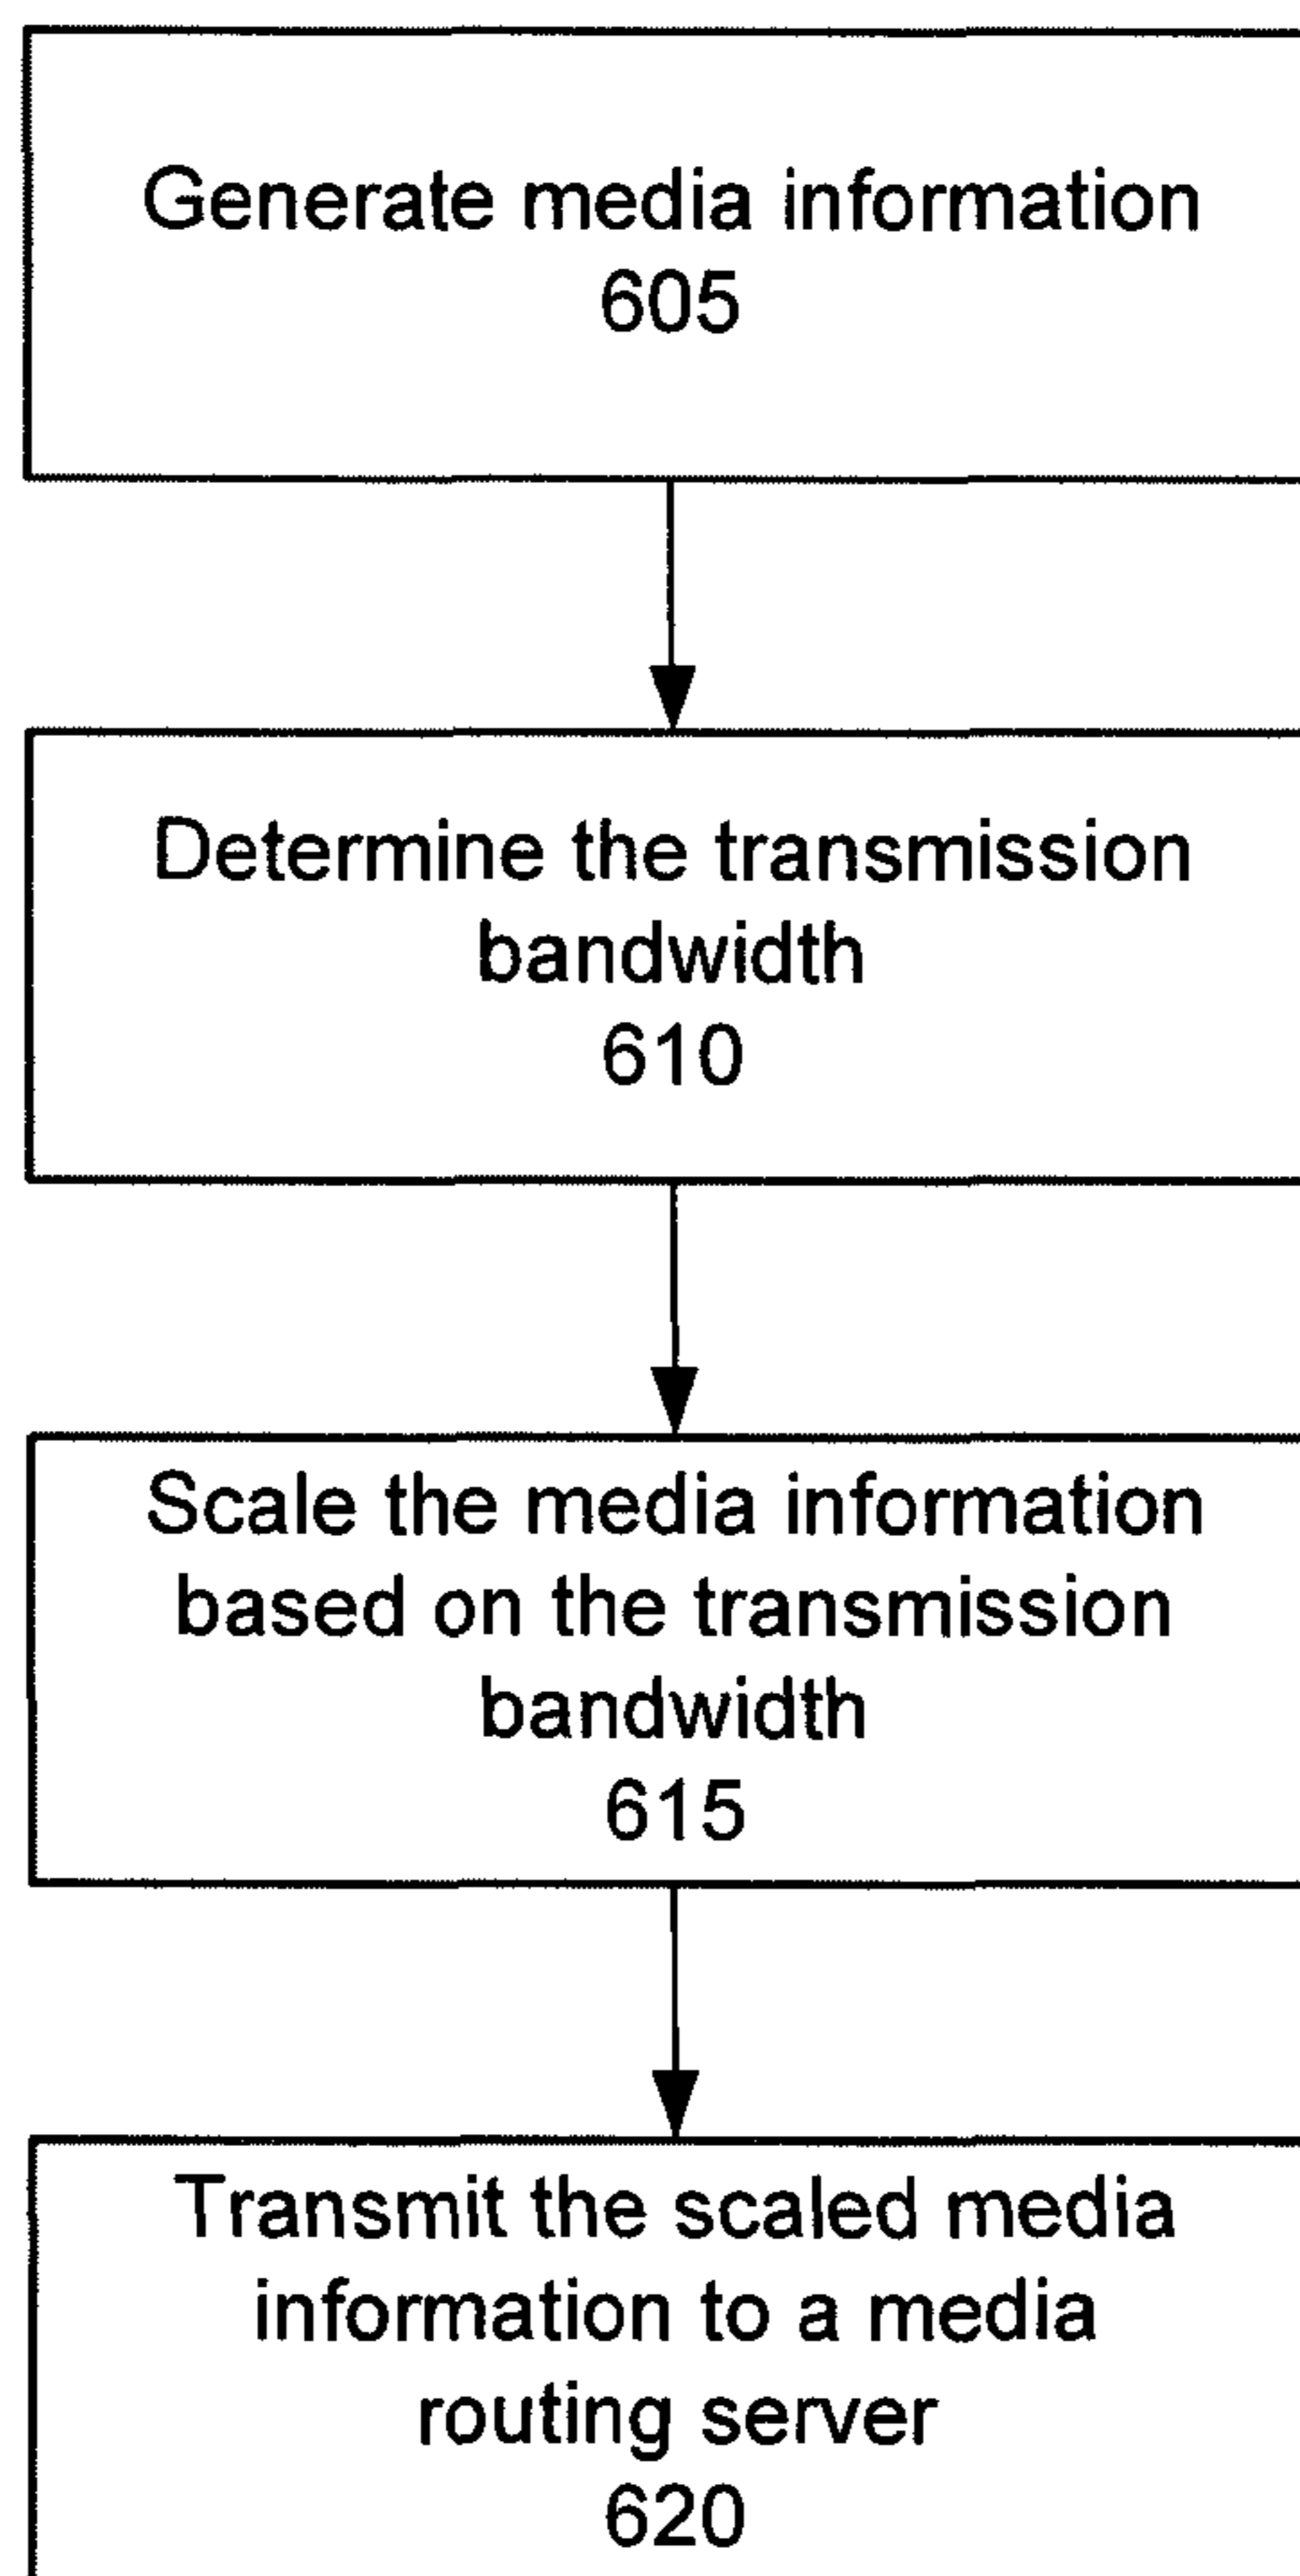 Generate media information
605
Determine the transmission
bandwidth
610
Scale the media information
based on the transmission
bandwidth
615
Transmit the scaled media
information to a media
routing server
620